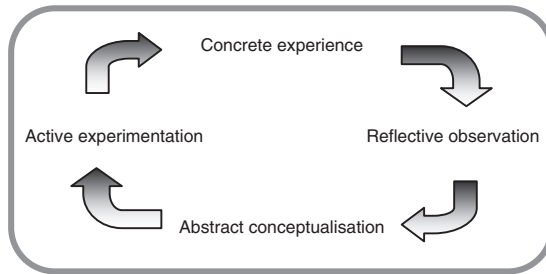 Concrete experience
Active experimentation
Reflective observation
Abstract conceptualisation